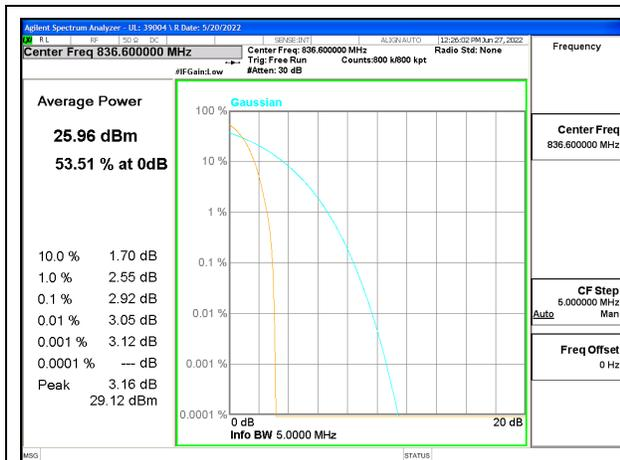 Agilent Spectrum Analyzer - UL: 39004 \ R Date: 5/20/2022
RL RF 50 Ω DC SENSE:INT ALIGN AUTO 12:26:02 PM Jun 27, 2022
Center Freq 836.600000 MHz
Center Freq: 836.600000 MHz Radio Std: None
Trig: Free Run Counts:800 k/800 kpt
#IFGain:Low #Atten: 30 dB
Frequency
Average Power
25.96 dBm
53.51 % at 0dB
10.0 % 1.70 dB
1.0 % 2.55 dB
0.1 % 2.92 dB
0.01 % 3.05 dB
0.001 % 3.12 dB
0.0001 % --- dB
Peak 3.16 dB
29.12 dBm
Gaussian
100 %
10 %
1 %
0.1 %
0.01 %
0.001 %
0.0001 %
0 dB 20 dB
Info BW 5.0000 MHz
Center Freq
836.600000 MHz
CF Step
5.000000 MHz
Auto Man
Freq Offset
0 Hz
MSG STATUS